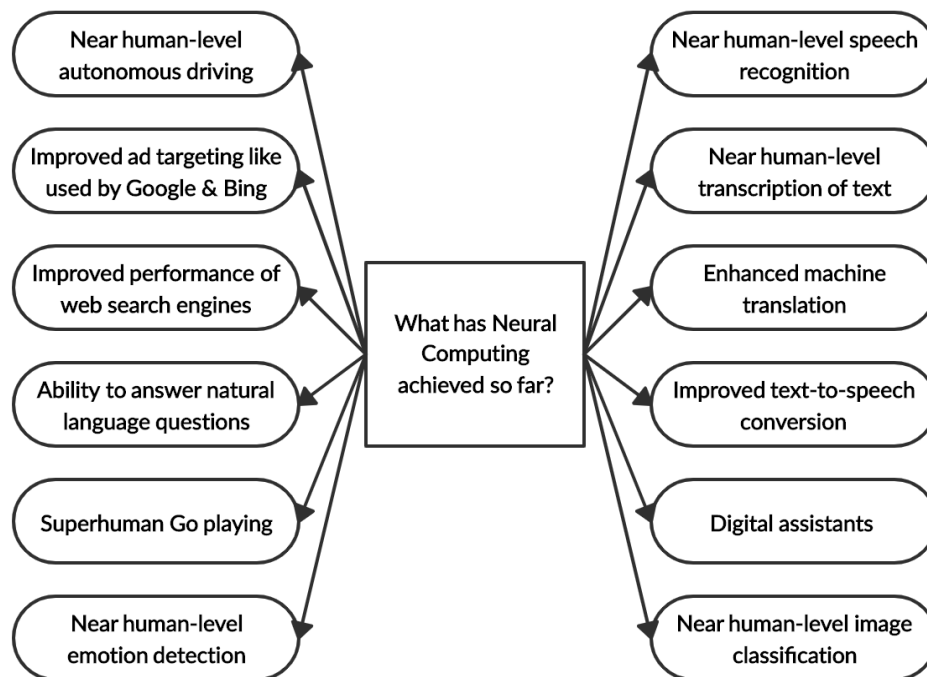 Near human-level
autonomous driving
Improved ad targeting like
used by Google & Bing
Improved performance of
web search engines
Ability to answer natural
language questions
Superhuman Go playing
Near human-level
emotion detection
What has Neural
Computing
achieved so far?
Near human-level speech
recognition
Near human-level
transcription of text
Enhanced machine
translation
Improved text-to-speech
conversion
Digital assistants
Near human-level image
classification